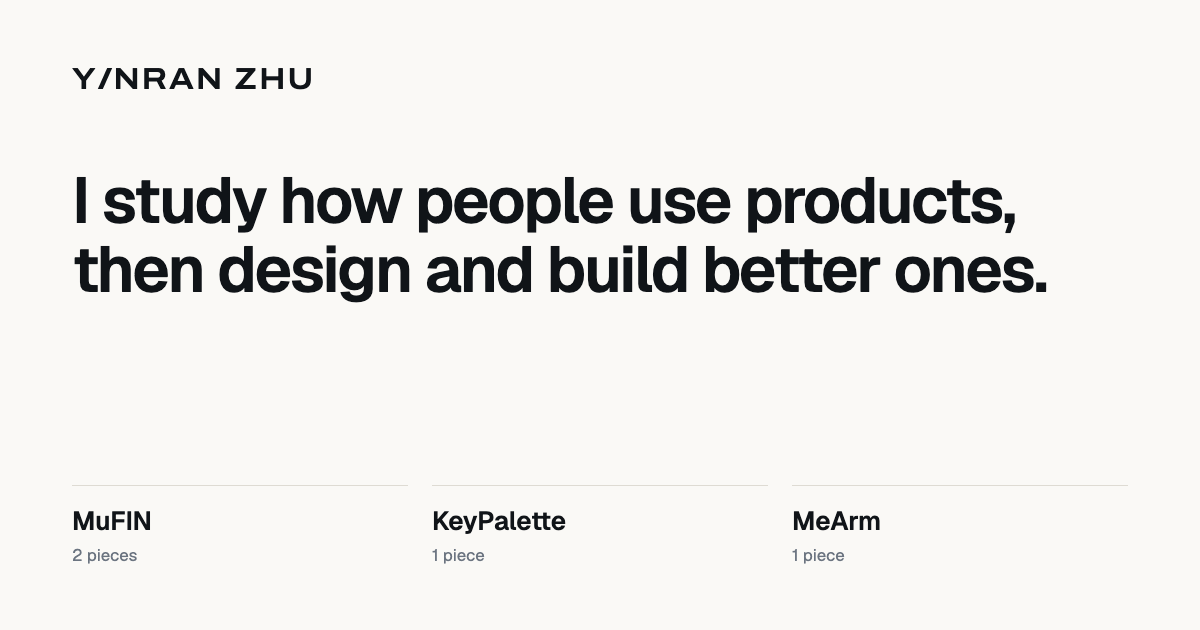 Y/NRAN ZHU
I study how people use products,
then design and build better ones.
MuFIN
2 pieces
KeyPalette
1 piece
MeArm
1 piece